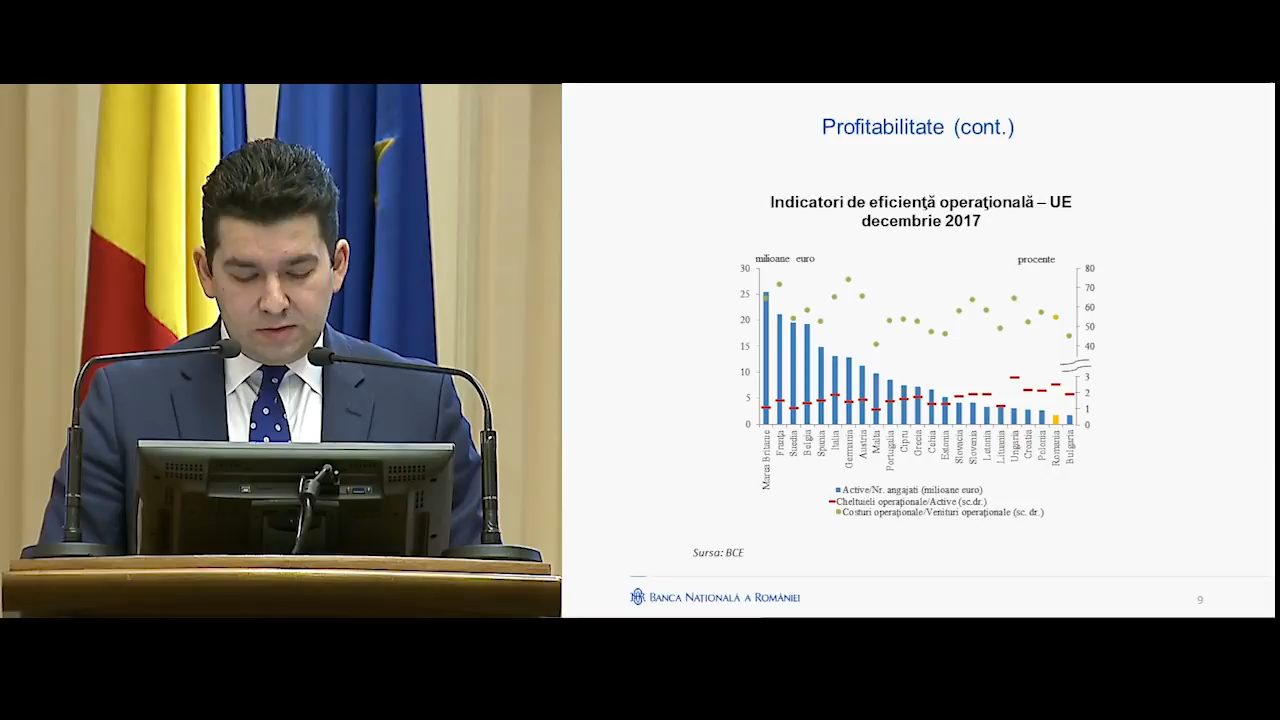 Profitabilitate (cont.)
Indicatori de eficienţă operaţională – UE
decembrie 2017
milioane euro
procente
30
25
20
15
10
5
0
80
70
60
50
40
3
2
1
0
Marea Britanie
Franţa
Suedia
Belgia
Spania
Italia
Germania
Austria
Malta
Portugalia
Cipru
Grecia
Cehia
Estonia
Slovacia
Slovenia
Letonia
Lituania
Ungaria
Croatia
Polonia
Romania
Bulgaria
Active/Nr. angajati (milioane euro)
Cheltuieli operaţionale/Active (sc.dr.)
Costuri operaţionale/Venituri operaţionale (sc. dr.)
Sursa: BCE
BANCA NAŢIONALĂ A ROMÂNIEI
9